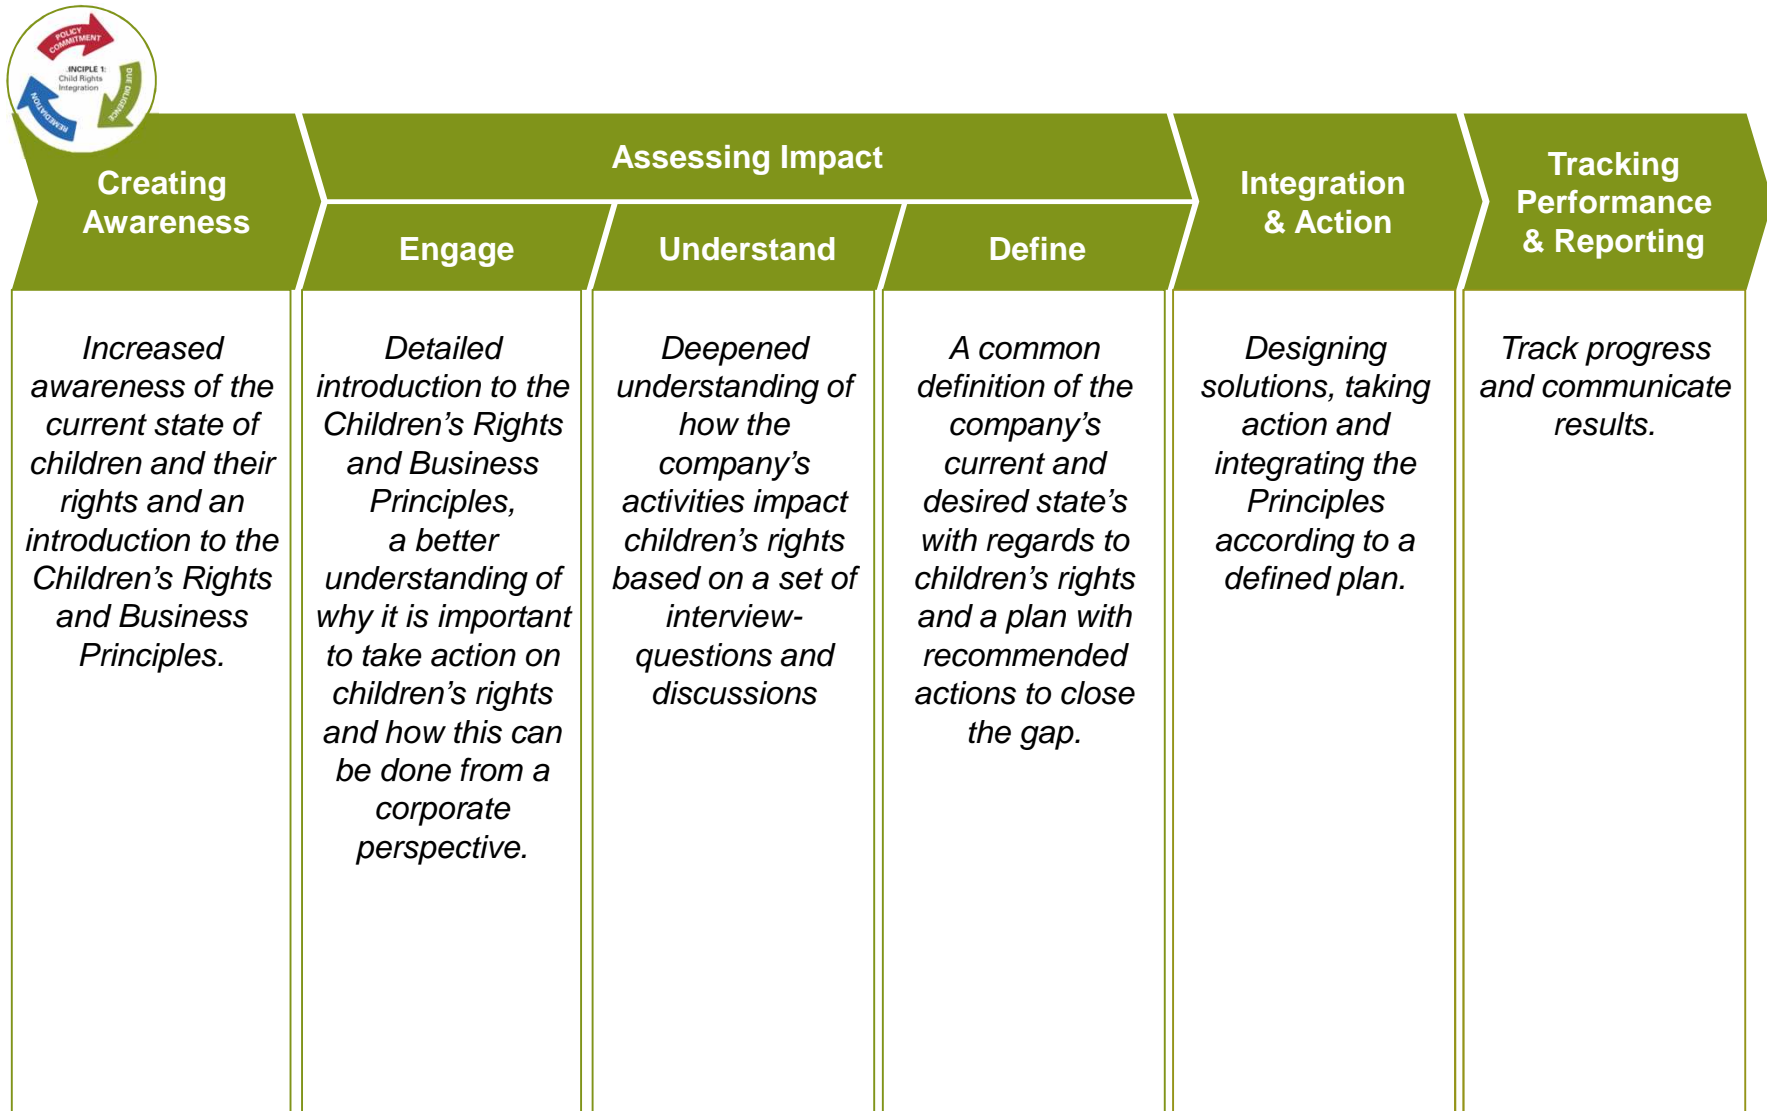 POLICY
COMMITMENT
.INCIPLE 1:
Child Rights
Integration
DUE DILIGENCE
REMEDIATION
Creating
Awareness
Assessing Impact
Engage
Understand
Define
Integration
& Action
Tracking
Performance
& Reporting
Increased
awareness of the
current state of
children and their
rights and an
introduction to the
Children’s Rights
and Business
Principles.
Detailed
introduction to the
Children’s Rights
and Business
Principles,
a better
understanding of
why it is important
to take action on
children’s rights
and how this can
be done from a
corporate
perspective.
Deepened
understanding of
how the
company’s
activities impact
children’s rights
based on a set of
interview-
questions and
discussions
A common
definition of the
company’s
current and
desired state’s
with regards to
children’s rights
and a plan with
recommended
actions to close
the gap.
Designing
solutions, taking
action and
integrating the
Principles
according to a
defined plan.
Track progress
and communicate
results.